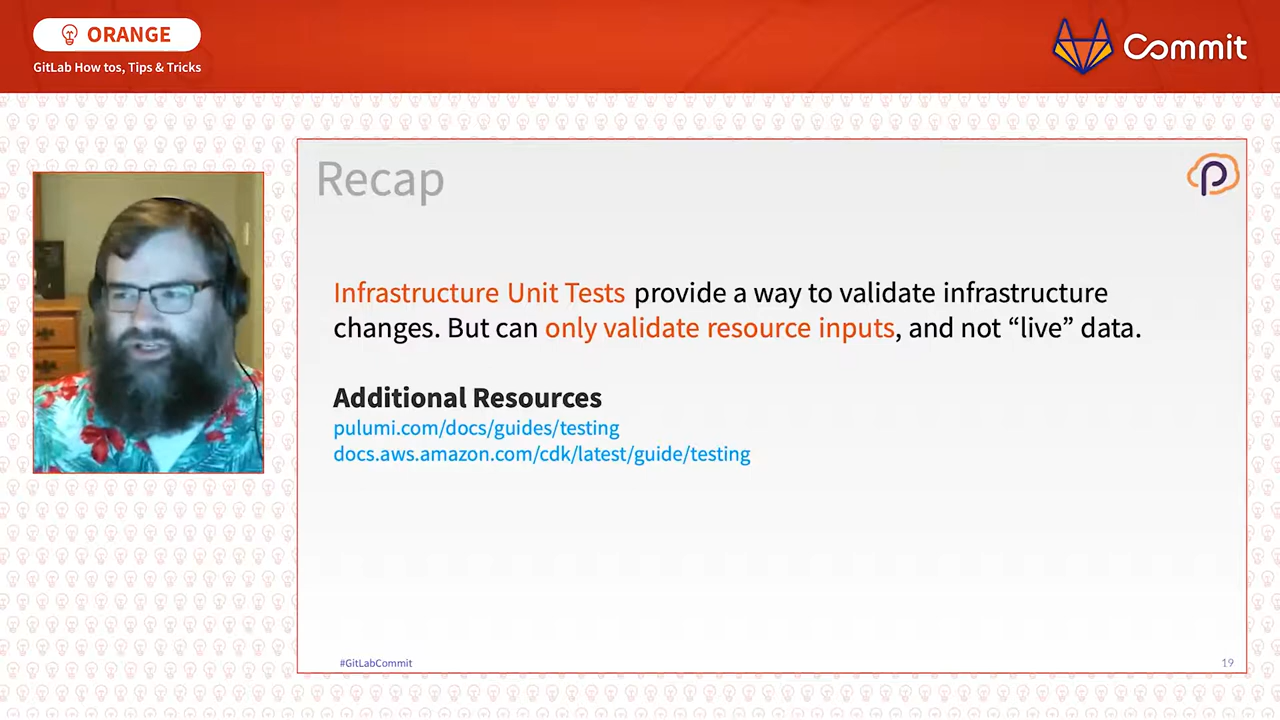 ORANGE
GitLab How tos, Tips & Tricks
Commit
Recap
Infrastructure Unit Tests provide a way to validate infrastructure
changes. But can only validate resource inputs, and not “live” data.
Additional Resources
pulumi.com/docs/guides/testing
docs.aws.amazon.com/cdk/latest/guide/testing
#GitLabCommit
19